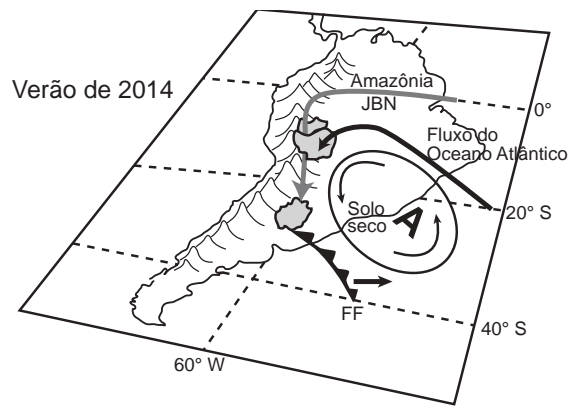 Verão de 2014
Amazônia
JBN
0°
Fluxo do
Oceano Atlântico
20° S
Solo
seco
A
FF
40° S
60° W